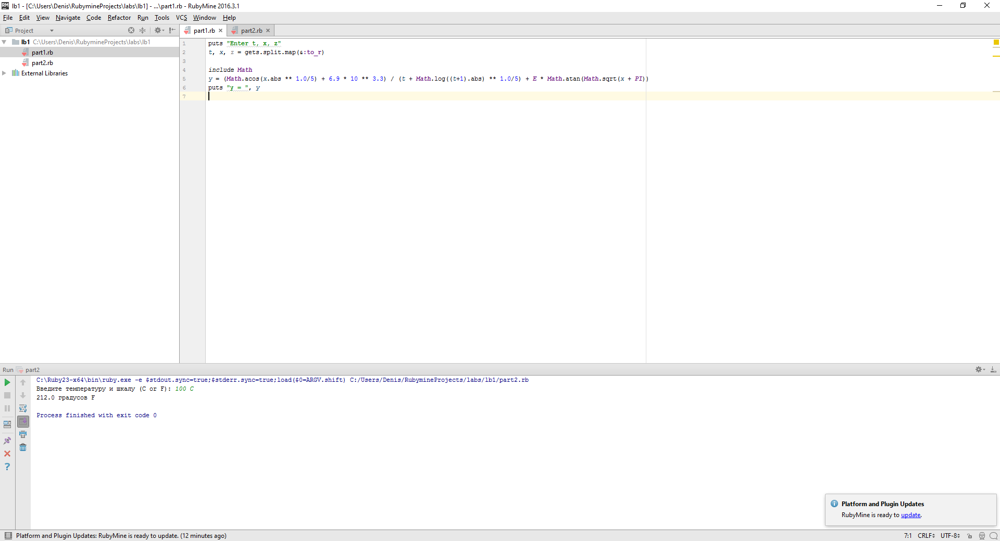 lb1 - [C:\Users\Denis\RubymineProjects\labs\lb1] - ...\part1.rb - RubyMine 2016.3.1
File Edit View Navigate Code Refactor Run Tools VCS Window Help
Project
part1.rb part2.rb
lb1 C:\Users\Denis\RubymineProjects\labs\lb1
part1.rb
part2.rb
External Libraries
1 puts "Enter t, x, z"
2 t, x, z = gets.split.map(&:to_r)
3
4 include Math
5 y = (Math.acos(x.abs ** 1.0/5) + 6.9 * 10 ** 3.3) / (t + Math.log((t+1).abs) ** 1.0/5) + E * Math.atan(Math.sqrt(x + PI))
6 puts "y = ", y
7
Run part2
C:\Ruby23-x64\bin\ruby.exe -e $stdout.sync=true;$stderr.sync=true;load($0=ARGV.shift) C:/Users/Denis/RubymineProjects/labs/lb1/part2.rb
Введите температуру и шкалу (C or F): 100 C
212.0 градусов F
Process finished with exit code 0
Platform and Plugin Updates
RubyMine is ready to update.
Platform and Plugin Updates: RubyMine is ready to update. (12 minutes ago)
7:1 CRLF UTF-8